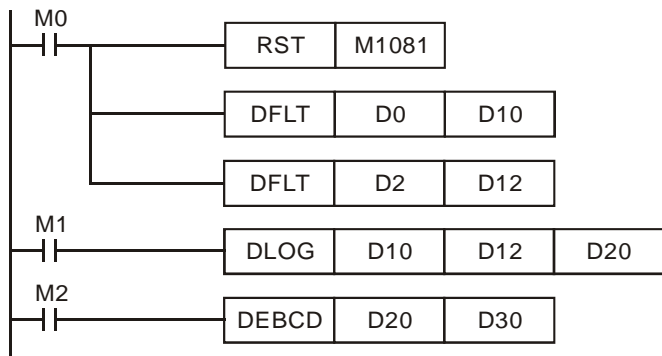 M0
RST M1081
DFLT D0 D10
DFLT D2 D12
M1
DLOG D10 D12 D20
M2
DEBCD D20 D30